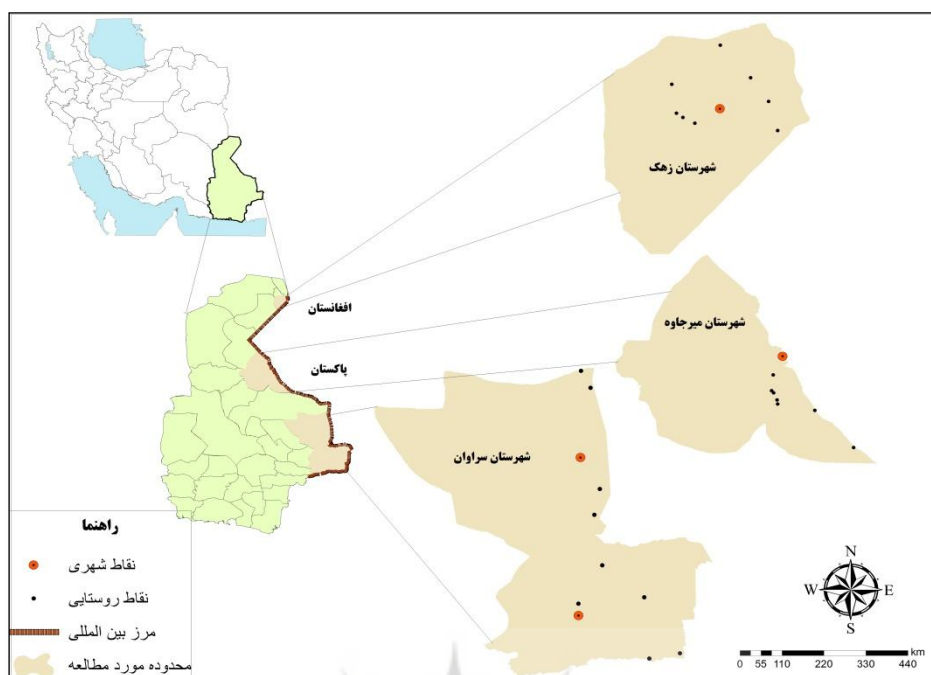 شهرستان زهک
افغانستان
شهرستان میرجاوه
پاکستان
شهرستان سراوان
راهنما
نقاط شهری
نقاط روستایی
مرز بین المللی
محدوده مورد مطالعه
N
W E
S
km
0 55 110 220 330 440